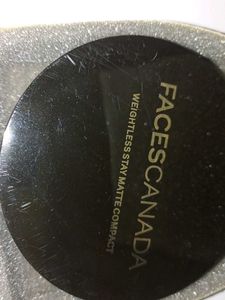 FACESCANADA
WEIGHTLESS STAY MATTE COMPACT